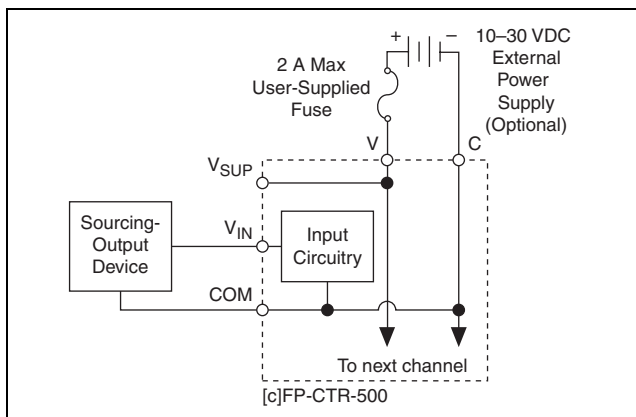 10–30 VDC
External
Power
Supply
(Optional)
+
–
2 A Max
User-Supplied
Fuse
V
C
VSUP
Sourcing-
Output
Device
VIN
Input
Circuitry
COM
To next channel
[c]FP-CTR-500